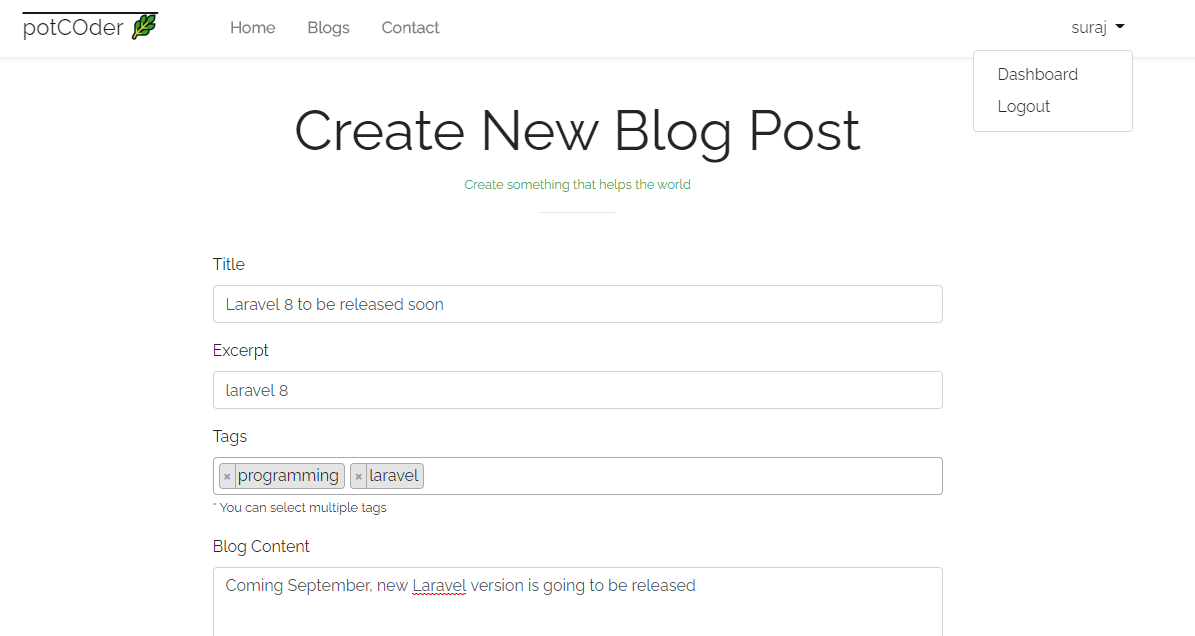 potCOder
Home Blogs Contact suraj
Dashboard
Logout
Create New Blog Post
Create something that helps the world
Title
Laravel 8 to be released soon
Excerpt
laravel 8
Tags
× programming × laravel
* You can select multiple tags
Blog Content
Coming September, new Laravel version is going to be released